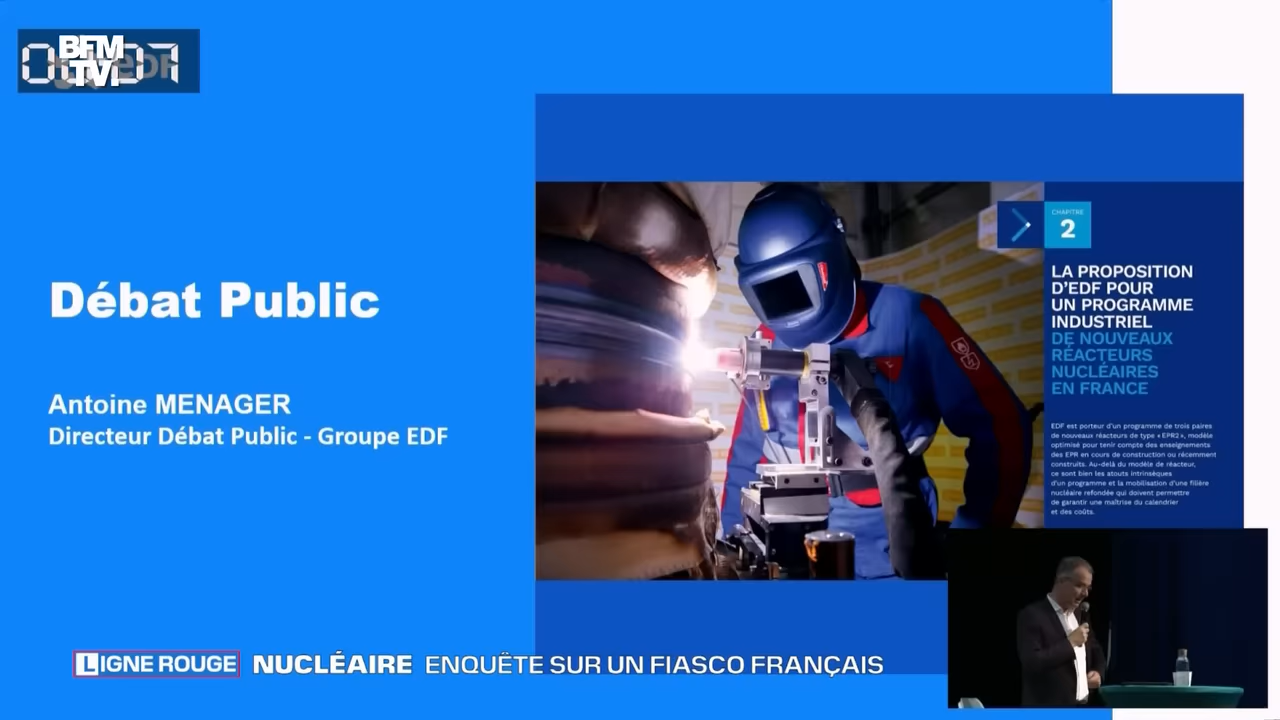 BFM
TV
Débat Public
Antoine MENAGER
Directeur Débat Public - Groupe EDF
CHAPITRE
2
LA PROPOSITION
D'EDF POUR
UN PROGRAMME
INDUSTRIEL
DE NOUVEAUX
RÉACTEURS
NUCLÉAIRES
EN FRANCE
EDF est porteur d'un programme de trois paires
de nouveaux réacteurs de type « EPR2 », modèle
optimisé pour tenir compte des enseignements
des EPR en cours de construction ou récemment
construits. Au-delà du modèle de réacteur,
ce sont bien les atouts intrinsèques
d'un programme et la mobilisation d'une filière
nucléaire refondée qui doivent permettre
de garantir une maîtrise du calendrier
et des coûts.
LIGNE ROUGE NUCLÉAIRE ENQUÊTE SUR UN FIASCO FRANÇAIS